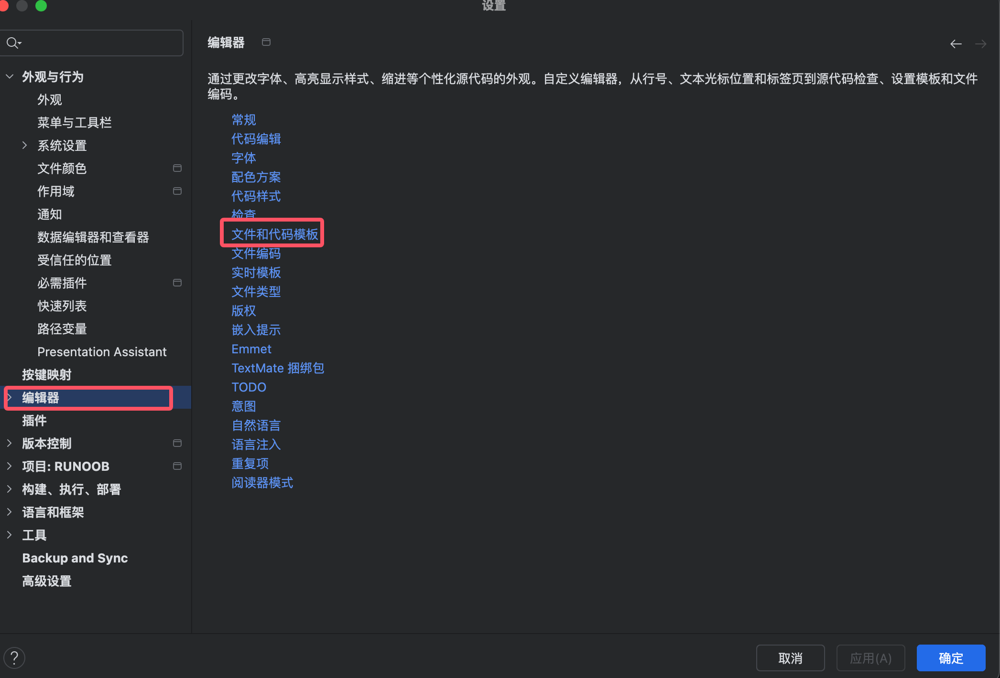 设置
外观与行为
外观
菜单与工具栏
系统设置
文件颜色
作用域
通知
数据编辑器和查看器
受信任的位置
必需插件
快速列表
路径变量
Presentation Assistant
按键映射
编辑器
插件
版本控制
项目: RUNOOB
构建、执行、部署
语言和框架
工具
Backup and Sync
高级设置
编辑器
通过更改字体、高亮显示样式、缩进等个性化源代码的外观。自定义编辑器，从行号、文本光标位置和标签页到源代码检查、设置模板和文件
编码。
常规
代码编辑
字体
配色方案
代码样式
检查
文件和代码模板
文件编码
实时模板
文件类型
版权
嵌入提示
Emmet
TextMate 捆绑包
TODO
意图
自然语言
语言注入
重复项
阅读器模式
?
取消
应用(A)
确定